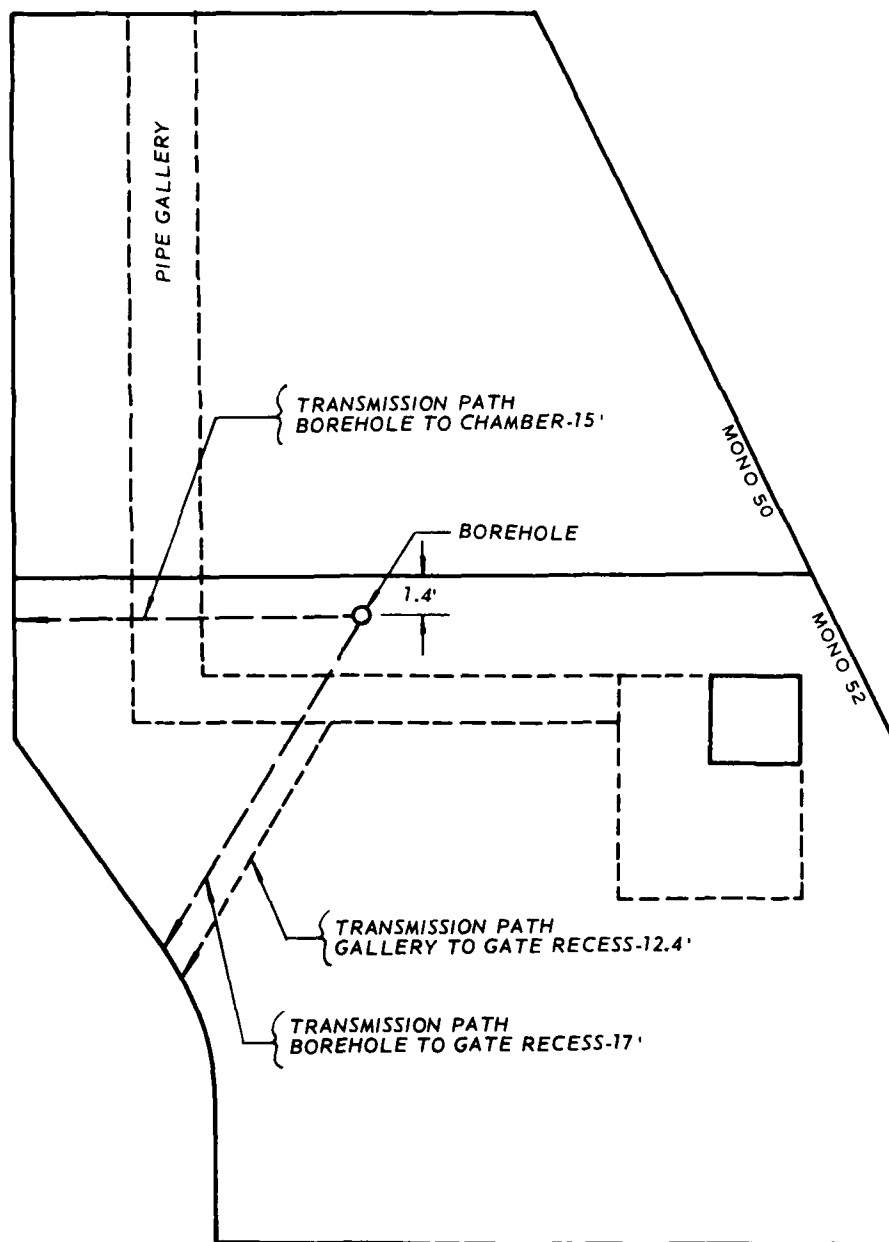 PIPE GALLERY
TRANSMISSION PATH
BOREHOLE TO CHAMBER-15'
MONO 50
BOREHOLE
1.4'
MONO 52
TRANSMISSION PATH
GALLERY TO GATE RECESS-12.4'
TRANSMISSION PATH
BOREHOLE TO GATE RECESS-17'